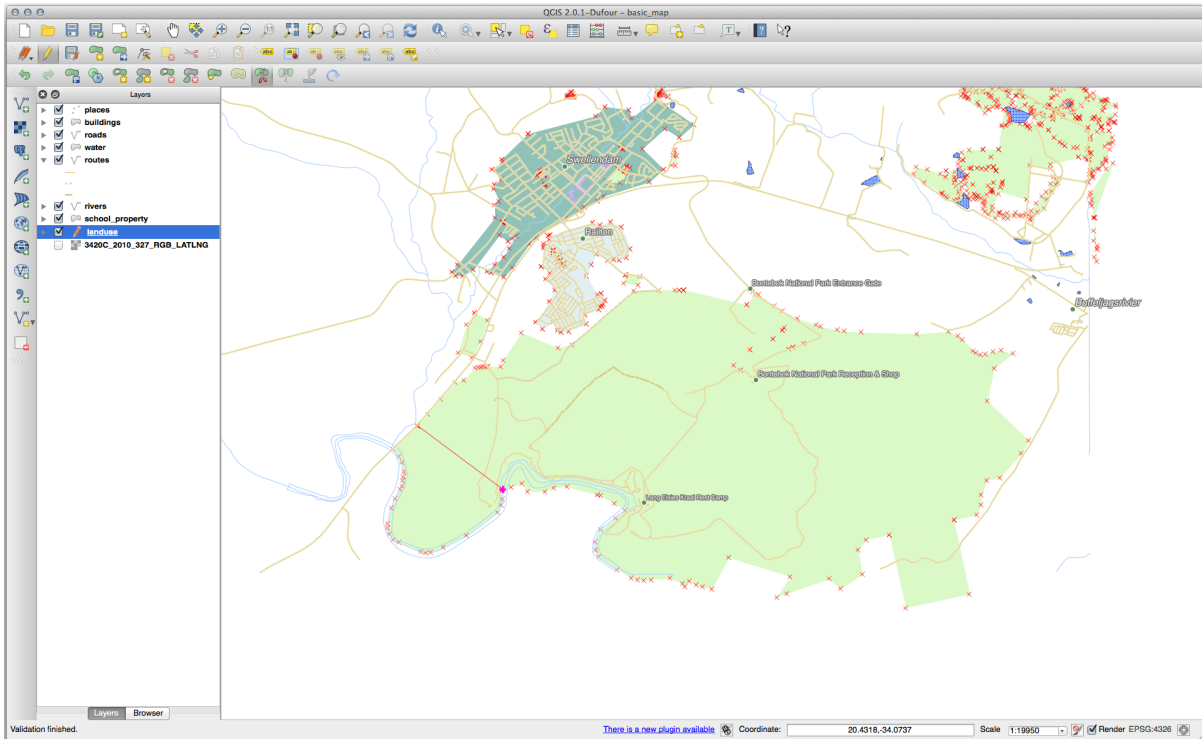 QGIS 2.0.1-Dufour - basic_map
Layers
places
buildings
roads
water
routes
rivers
school_property
landuse
3420C_2010_327_RGB_LATLNG
Swellendam
Railton
Bontebok National Park Entrance Gate
Buffeljagsrivier
Bontebok National Park Reception & Shop
Lang Elsies Kraal Rest Camp
Layers Browser
Validation finished. There is a new plugin available Coordinate: 20.4318,-34.0737 Scale 1:19950 Render EPSG:4326